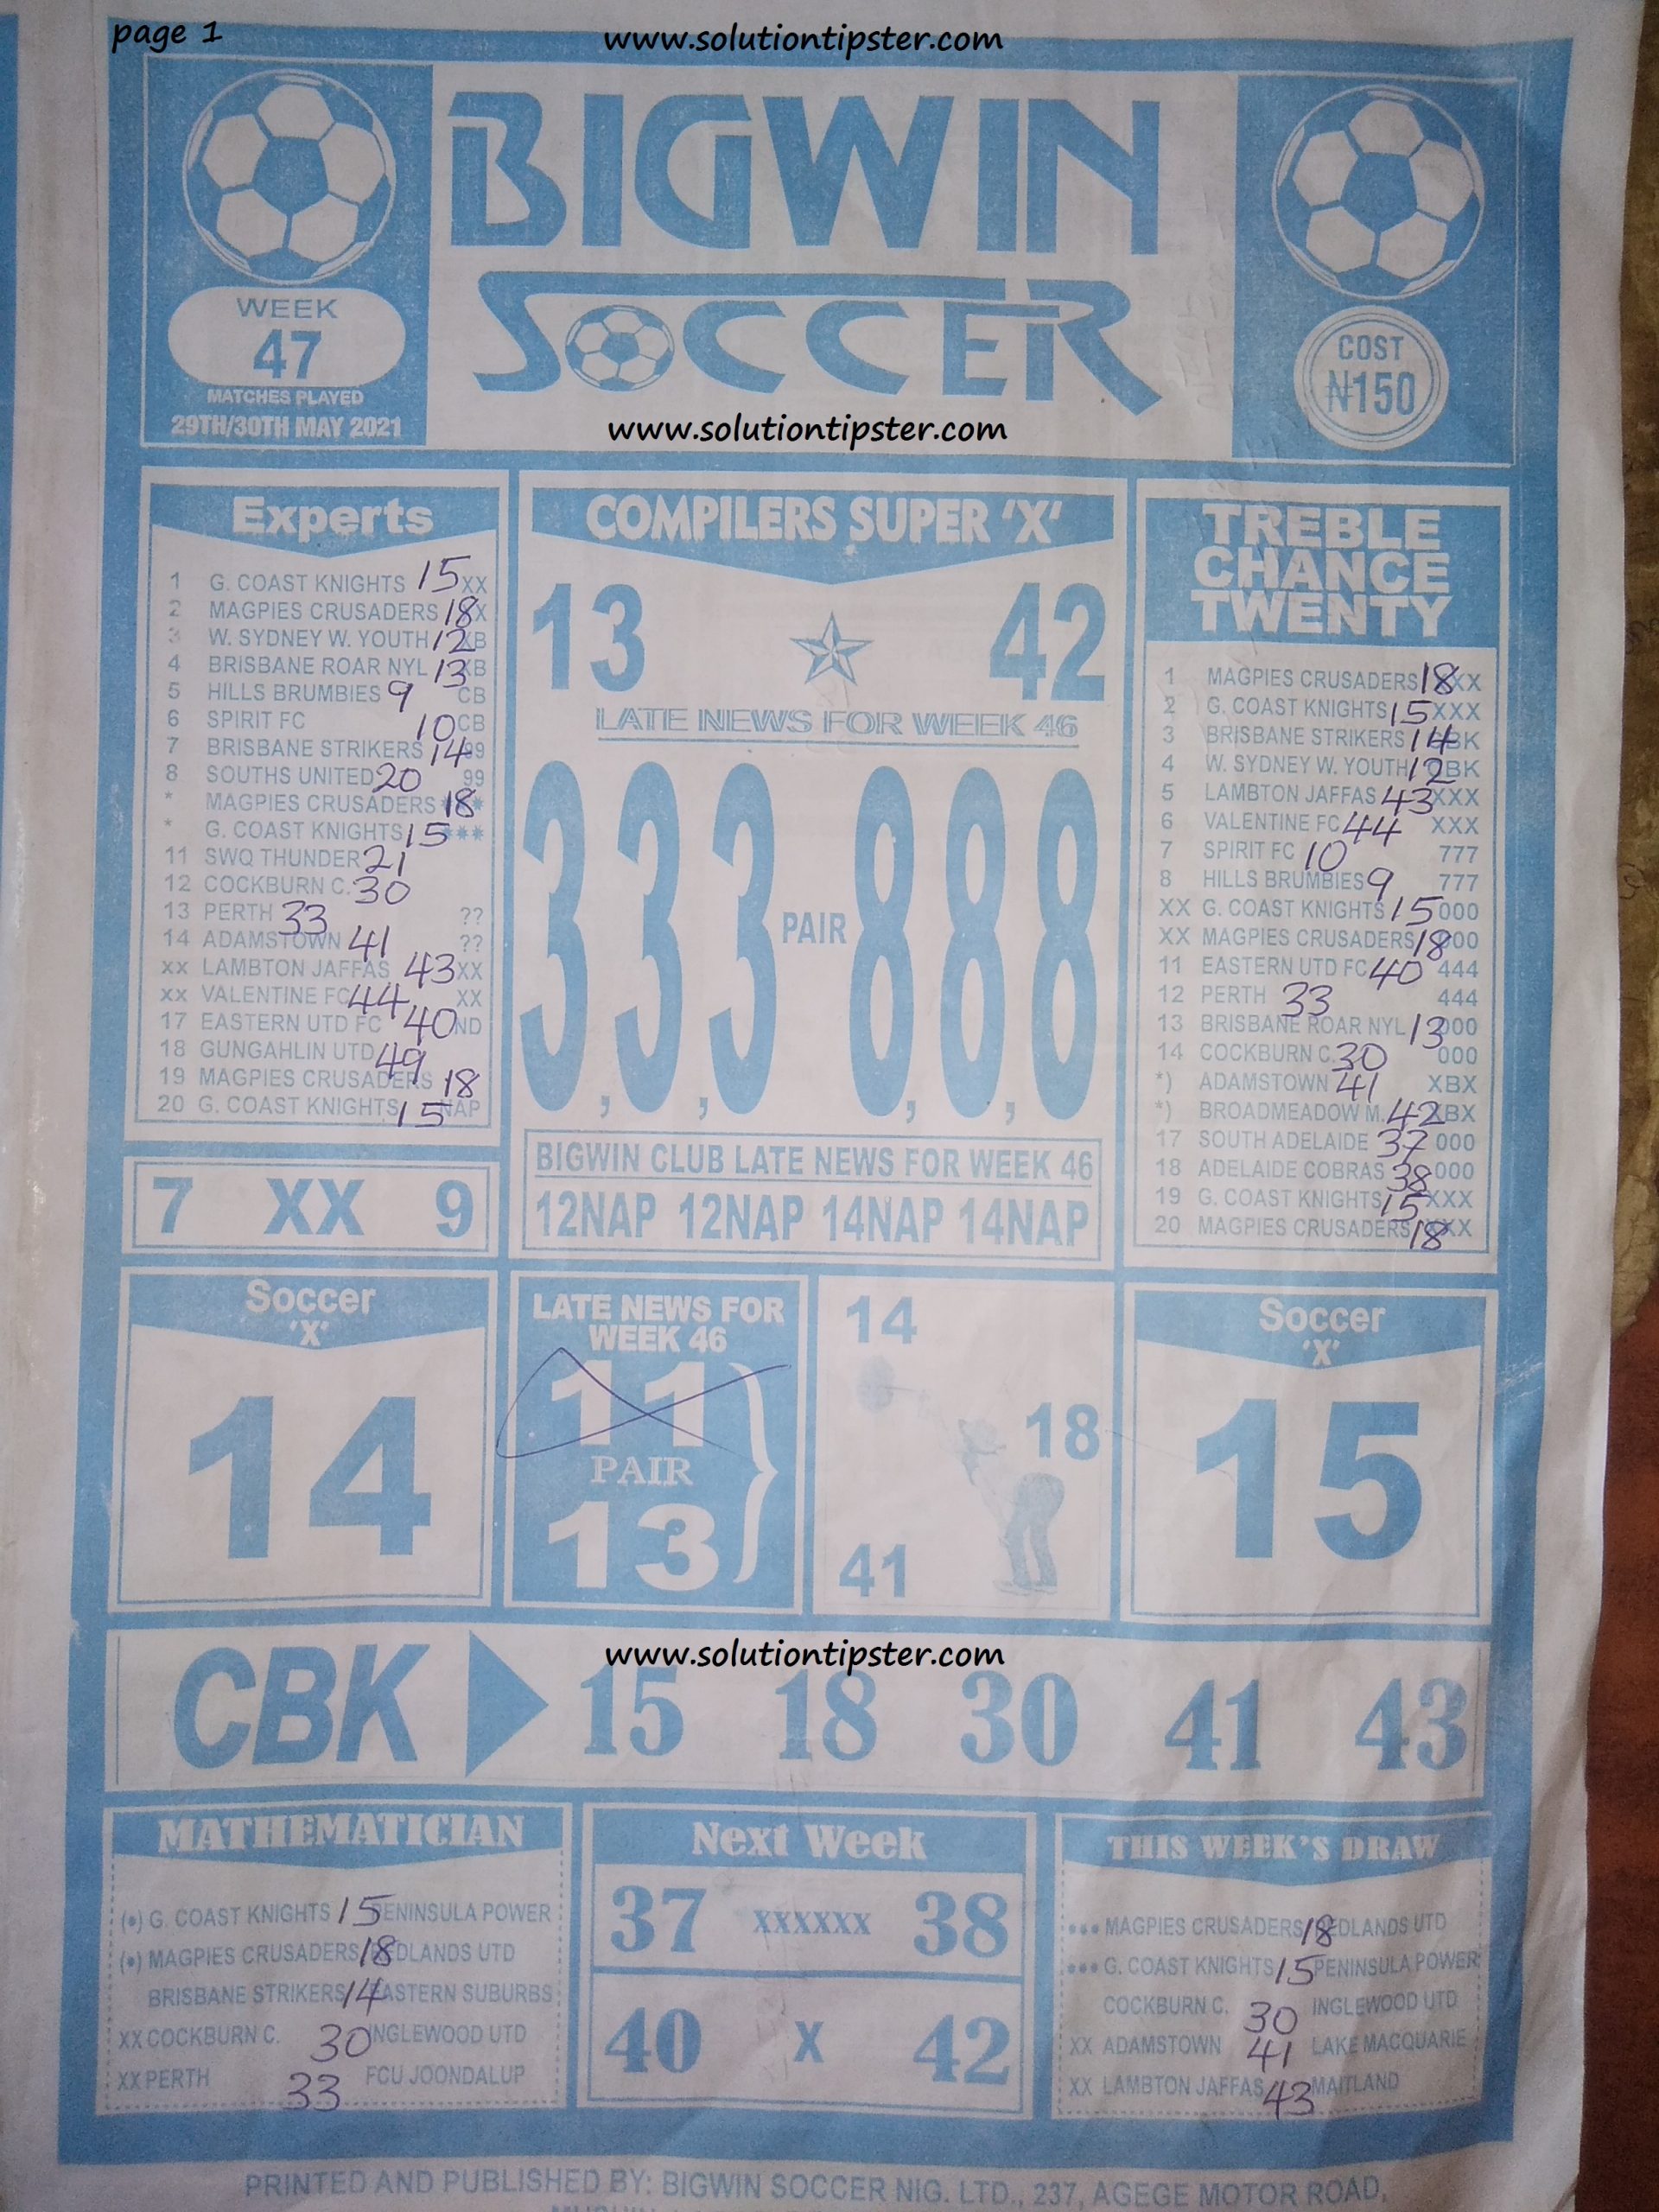 page 1
www.solutiontipster.com
BIGWIN
SOCCER
WEEK
47
MATCHES PLAYED
29TH/30TH MAY 2021
COST
₦150
www.solutiontipster.com
Experts
1 G. COAST KNIGHTS 15 XX
2 MAGPIES CRUSADERS 18 X
3 W. SYDNEY W. YOUTH 12 B
4 BRISBANE ROAR NYL 13 B
5 HILLS BRUMBIES 9 CB
6 SPIRIT FC 10 CB
7 BRISBANE STRIKERS 14 99
8 SOUTHS UNITED 20 99
* MAGPIES CRUSADERS 18 *
* G. COAST KNIGHTS 15 ***
11 SWQ THUNDER 21
12 COCKBURN C. 30
13 PERTH 33 ??
14 ADAMSTOWN 41 ??
XX LAMBTON JAFFAS 43 XX
XX VALENTINE FC 44 XX
17 EASTERN UTD FC 40 ND
18 GUNGAHLIN UTD 49
19 MAGPIES CRUSADERS 18
20 G. COAST KNIGHTS 15 NAP
COMPILERS SUPER 'X'
13 42
LATE NEWS FOR WEEK 46
3,3,3 PAIR 8,8,8
BIGWIN CLUB LATE NEWS FOR WEEK 46
12NAP 12NAP 14NAP 14NAP
TREBLE
CHANCE
TWENTY
1 MAGPIES CRUSADERS 18 XX
2 G. COAST KNIGHTS 15 XXX
3 BRISBANE STRIKERS 14 BK
4 W. SYDNEY W. YOUTH 12 BK
5 LAMBTON JAFFAS 43 XXX
6 VALENTINE FC 44 XXX
7 SPIRIT FC 10 777
8 HILLS BRUMBIES 9 777
XX G. COAST KNIGHTS 15 000
XX MAGPIES CRUSADERS 18 00
11 EASTERN UTD FC 40 444
12 PERTH 33 444
13 BRISBANE ROAR NYL 13 000
14 COCKBURN C. 30 000
*) ADAMSTOWN 41 XBX
*) BROADMEADOW M. 42 XBX
17 SOUTH ADELAIDE 37 000
18 ADELAIDE COBRAS 38 000
19 G. COAST KNIGHTS 15 XXX
20 MAGPIES CRUSADERS 18 X
7 XX 9
Soccer
'X'
14
LATE NEWS FOR
WEEK 46
11
PAIR
13
14
18
41
Soccer
'X'
15
www.solutiontipster.com
CBK 15 18 30 41 43
MATHEMATICIAN
(•) G. COAST KNIGHTS 15 ENINSULA POWER
(•) MAGPIES CRUSADERS 18 EDLANDS UTD
BRISBANE STRIKERS 14 ASTERN SUBURBS
XX COCKBURN C. 30 INGLEWOOD UTD
XX PERTH 33 FCU JOONDALUP
Next Week
37 XXXXXX 38
40 X 42
THIS WEEK'S DRAW
••• MAGPIES CRUSADERS 18 EDLANDS UTD
••• G. COAST KNIGHTS 15 PENINSULA POWER
COCKBURN C. 30 INGLEWOOD UTD
XX ADAMSTOWN 41 LAKE MACQUARIE
XX LAMBTON JAFFAS 43 MAITLAND
PRINTED AND PUBLISHED BY: BIGWIN SOCCER NIG. LTD., 237, AGEGE MOTOR ROAD,